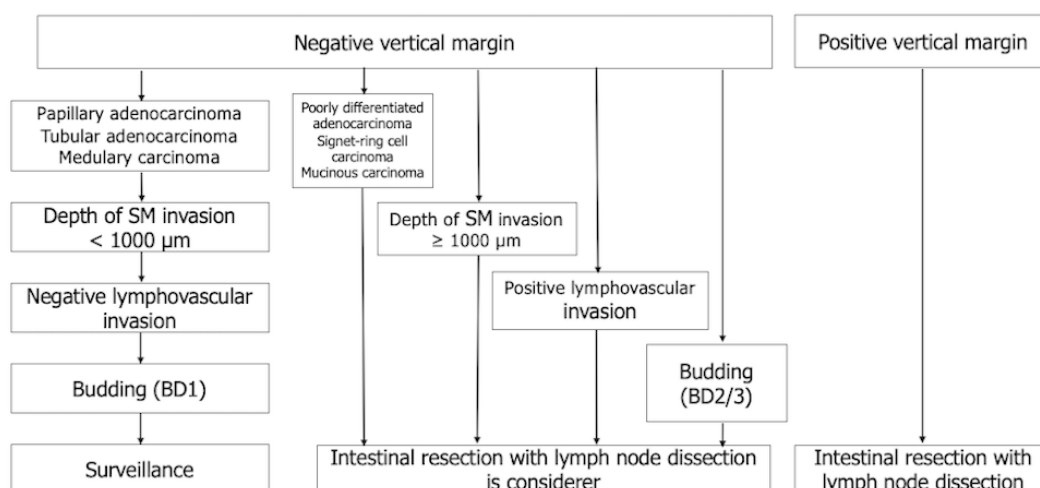 Negative vertical margin
Positive vertical margin
Papillary adenocarcinoma
Tubular adenocarcinoma
Medulary carcinoma
Poorly differentiated
adenocarcinoma
Signet-ring cell
carcinoma
Mucinous carcinoma
Depth of SM invasion
< 1000 μm
Depth of SM invasion
≥ 1000 μm
Negative lymphovascular
invasion
Positive lymphovascular
invasion
Budding (BD1)
Budding
(BD2/3)
Surveillance
Intestinal resection with lymph node dissection
is considerer
Intestinal resection with
lymph node dissection